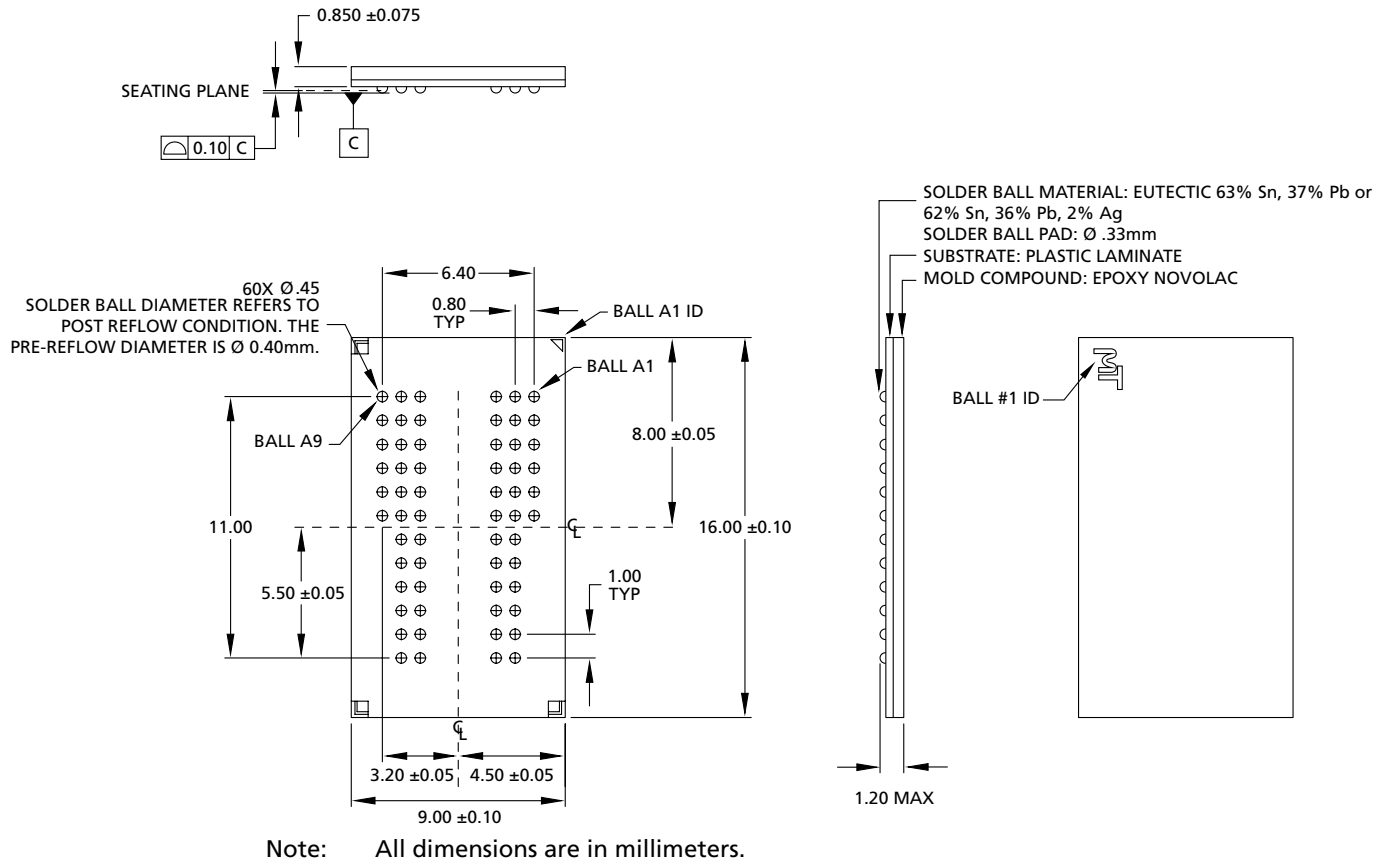 0.850 ±0.075
SEATING PLANE
0.10 C
C
SOLDER BALL MATERIAL: EUTECTIC 63% Sn, 37% Pb or
62% Sn, 36% Pb, 2% Ag
SOLDER BALL PAD: Ø .33mm
SUBSTRATE: PLASTIC LAMINATE
MOLD COMPOUND: EPOXY NOVOLAC
6.40
60X Ø.45
SOLDER BALL DIAMETER REFERS TO
POST REFLOW CONDITION. THE
PRE-REFLOW DIAMETER IS Ø 0.40mm.
0.80
TYP
BALL A1 ID
BALL A1
BALL A9
8.00 ±0.05
BALL #1 ID
MT
11.00
16.00 ±0.10
CL
5.50 ±0.05
1.00
TYP
CL
3.20 ±0.05
4.50 ±0.05
9.00 ±0.10
1.20 MAX
Note: All dimensions are in millimeters.